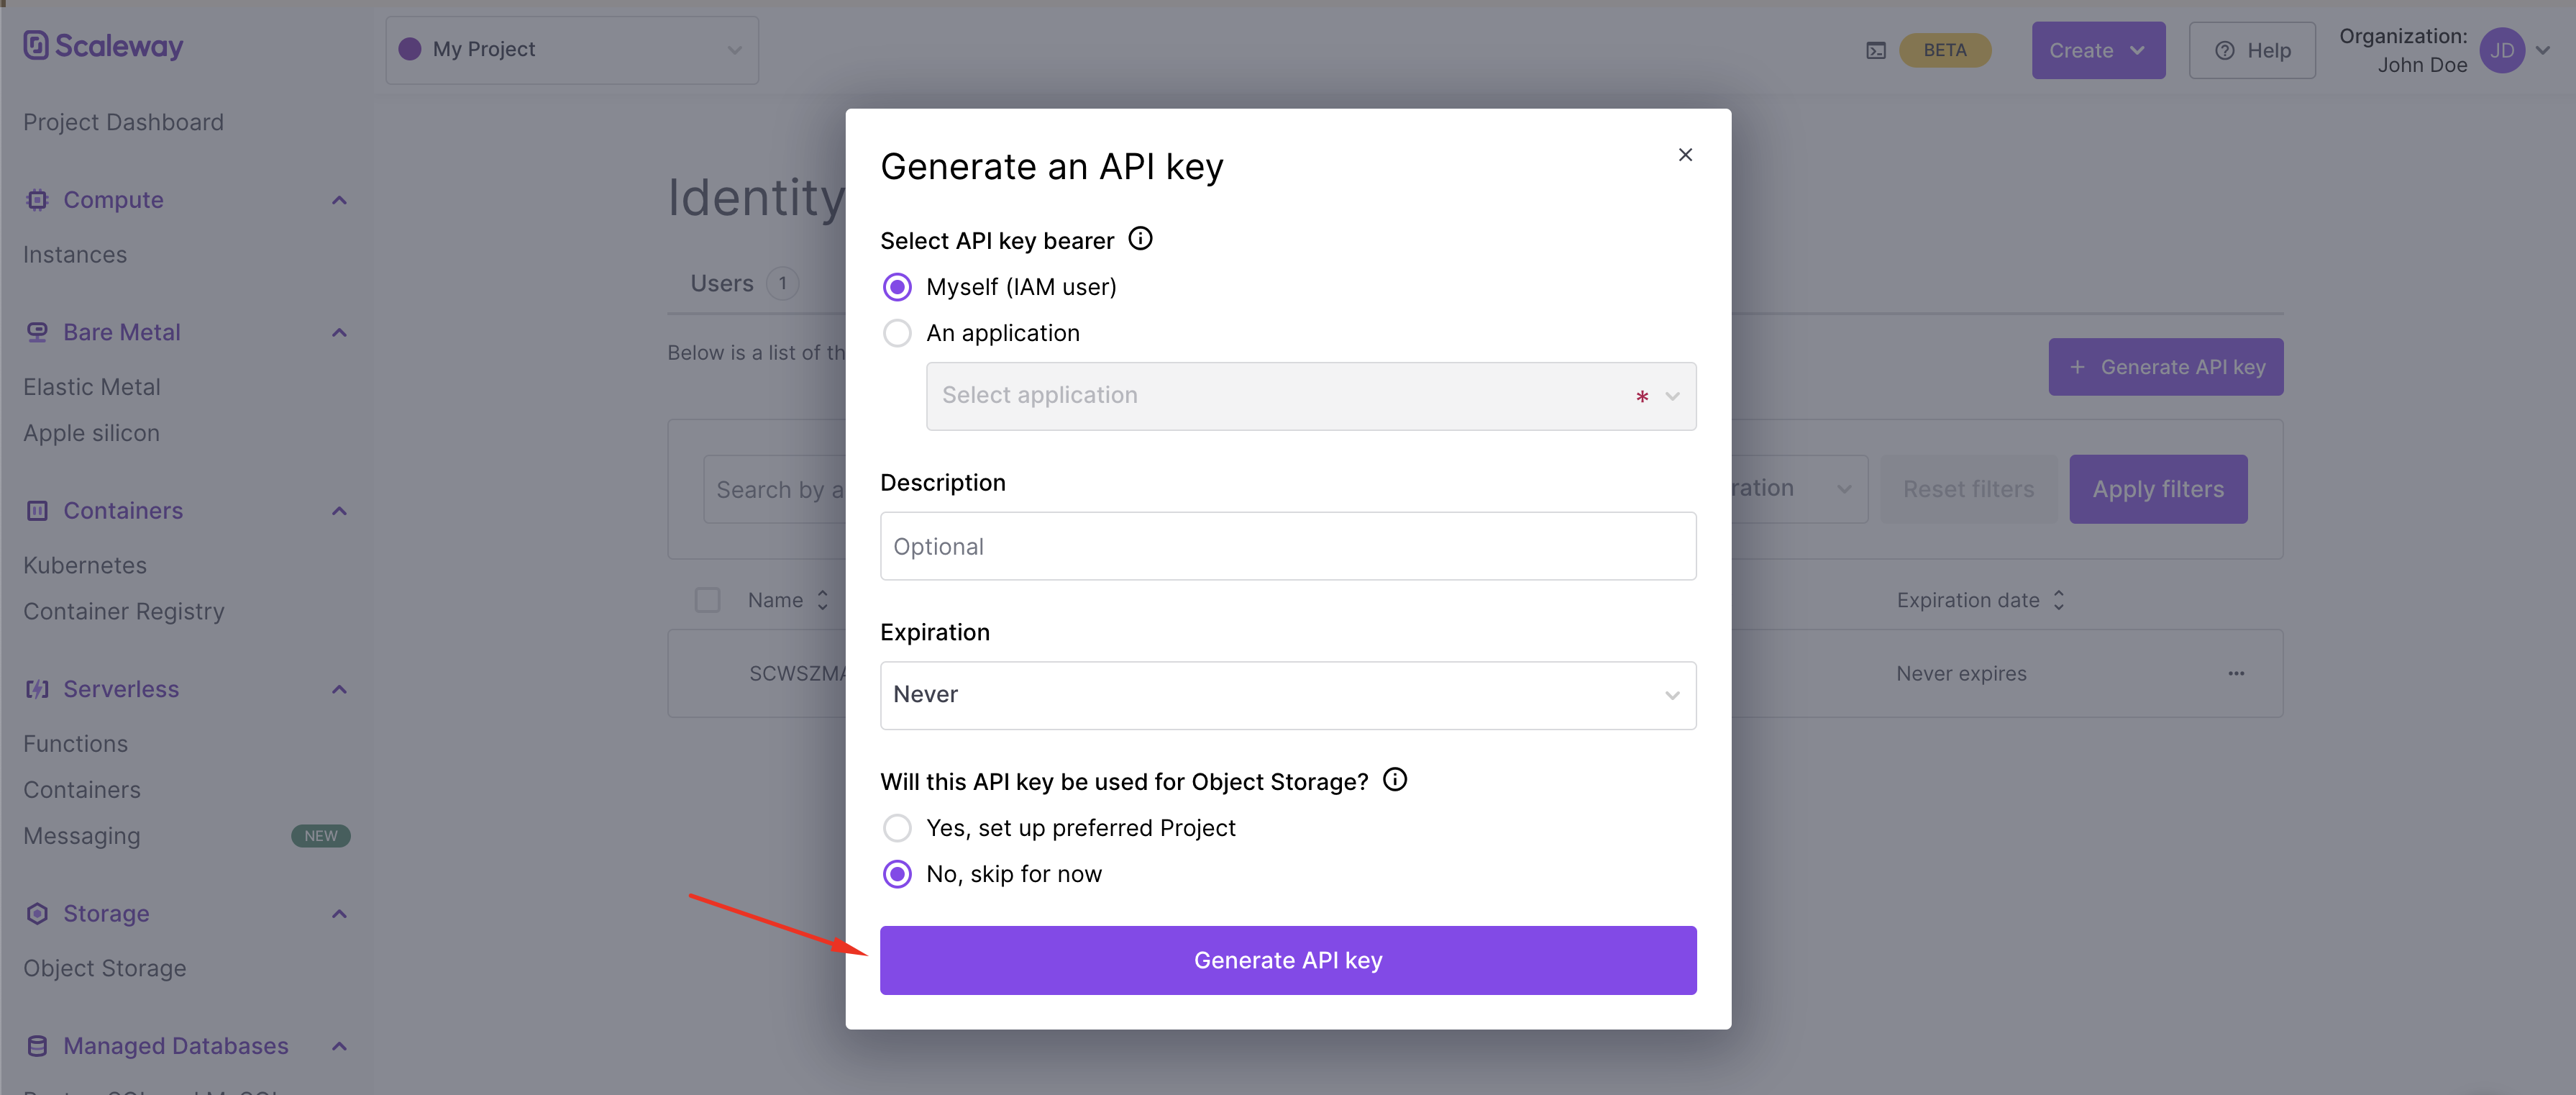 Scaleway
My Project
BETA
Create
Help
Organization:
John Doe
JD
Project Dashboard
Compute
Instances
Bare Metal
Elastic Metal
Apple silicon
Containers
Kubernetes
Container Registry
Serverless
Functions
Containers
Messaging NEW
Storage
Object Storage
Managed Databases
Identity
Users 1
Below is a list of th
+ Generate API key
Search by a
ration
Reset filters
Apply filters
Name
Expiration date
SCWSZMA
Never expires
Generate an API key
Select API key bearer
Myself (IAM user)
An application
Select application *
Description
Optional
Expiration
Never
Will this API key be used for Object Storage?
Yes, set up preferred Project
No, skip for now
Generate API key